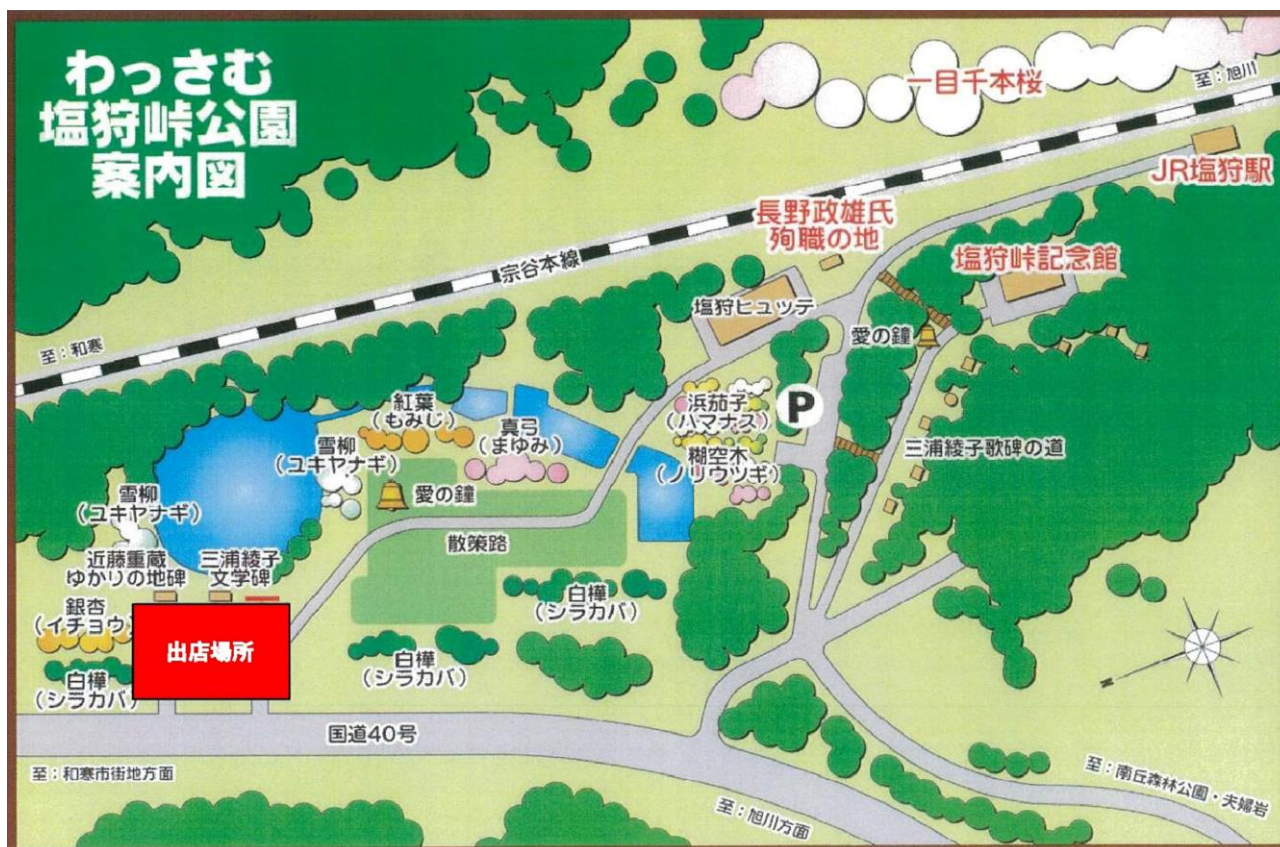 わっさむ
塩狩峠公園
案内図
一目千本桜
至：旭川
JR塩狩駅
長野政雄氏
殉職の地
塩狩峠記念館
宗谷本線
塩狩ヒュッテ
愛の鐘
至：和寒
紅葉
（もみじ）
真弓
（まゆみ）
浜茄子
（ハマナス）
P
糊空木
（ノリウツギ）
三浦綾子歌碑の道
雪柳
（ユキヤナギ）
愛の鐘
雪柳
（ユキヤナギ）
散策路
近藤重蔵
ゆかりの地碑
三浦綾子
文学碑
白樺
（シラカバ）
銀杏
（イチョウ）
出店場所
白樺
（シラカバ）
白樺
（シラカバ）
N
国道40号
至：和寒市街地方面
至：旭川方面
至：南丘森林公園・夫婦岩